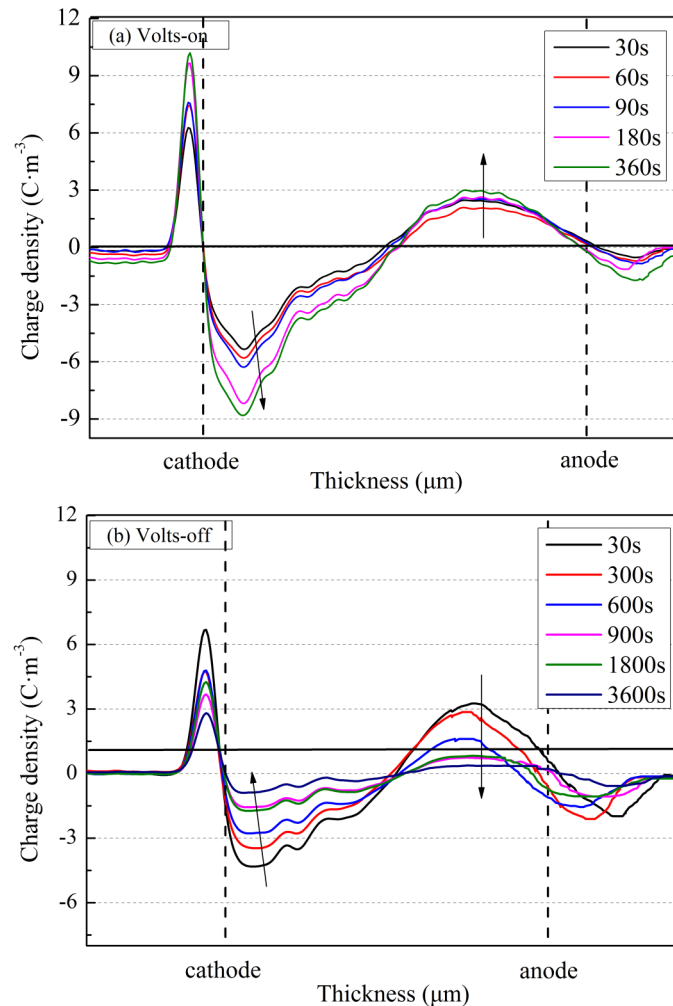 (a) Volts-on
12
9
6
3
0
-3
-6
-9
Charge density (C·m⁻³)
30s
60s
90s
180s
360s
cathode
anode
Thickness (μm)
(b) Volts-off
12
9
6
3
0
-3
-6
Charge density (C·m⁻³)
30s
300s
600s
900s
1800s
3600s
cathode
anode
Thickness (μm)